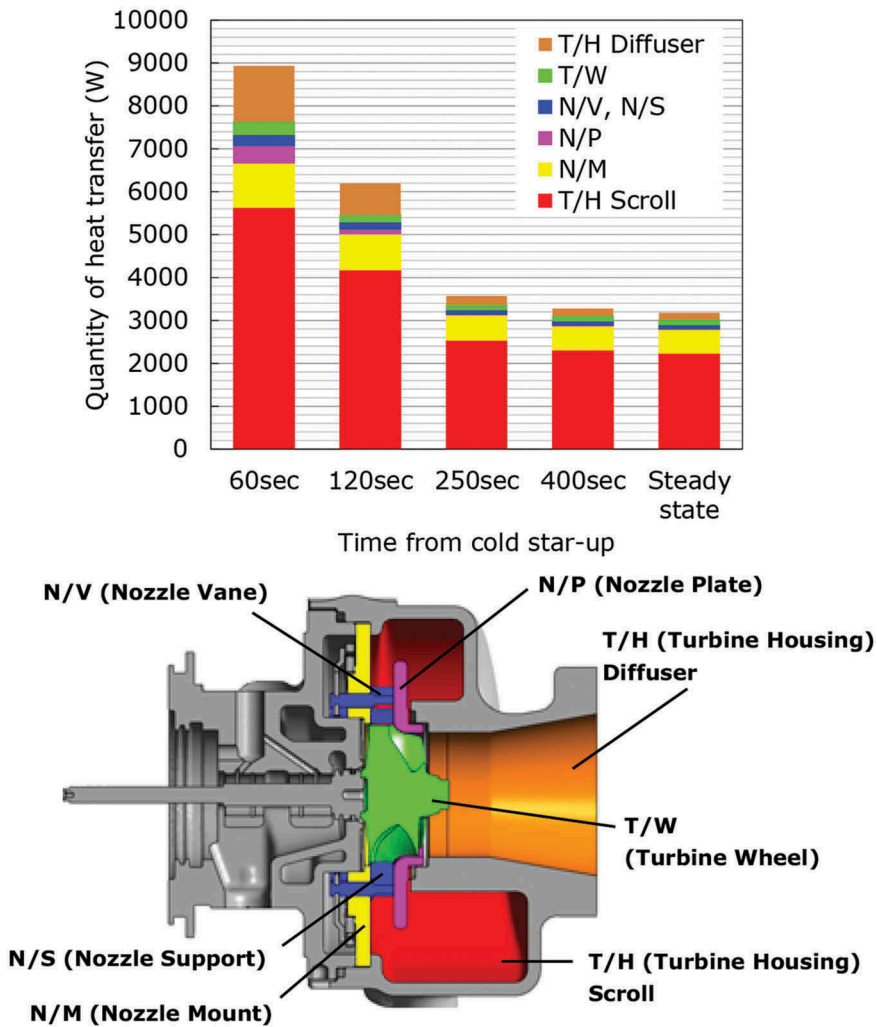 10000
9000
8000
7000
6000
5000
4000
3000
2000
1000
0
Quantity of heat transfer (W)
T/H Diffuser
T/W
N/V, N/S
N/P
N/M
T/H Scroll
60sec 120sec 250sec 400sec Steady
state
Time from cold star-up
N/V (Nozzle Vane)
N/P (Nozzle Plate)
T/H (Turbine Housing)
Diffuser
T/W
(Turbine Wheel)
N/S (Nozzle Support)
T/H (Turbine Housing)
Scroll
N/M (Nozzle Mount)